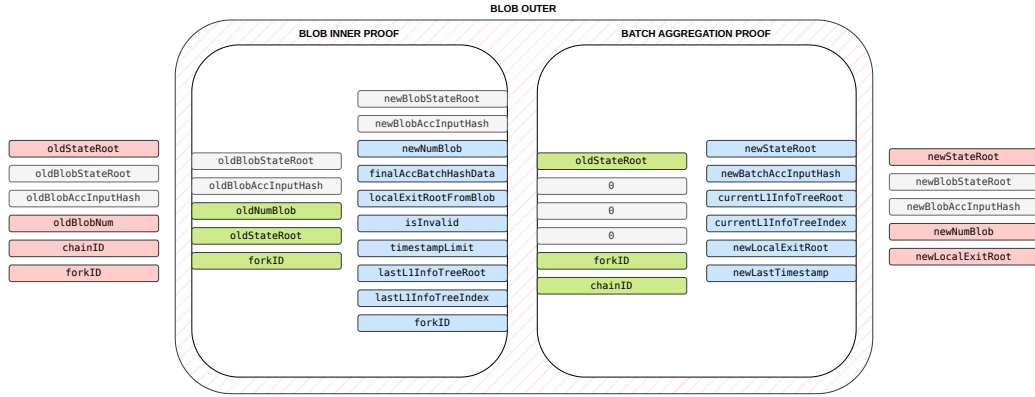 BLOB OUTER
BLOB INNER PROOF
BATCH AGGREGATION PROOF
oldStateRoot
oldBlobStateRoot
oldBlobAccInputHash
oldBlobNum
chainID
forkID
oldBlobStateRoot
oldBlobAccInputHash
oldNumBlob
oldStateRoot
forkID
newBlobStateRoot
newBlobAccInputHash
newNumBlob
finalAccBatchHashData
localExitRootFromBlob
isInvalid
timestampLimit
lastL1InfoTreeRoot
lastL1InfoTreeIndex
forkID
oldStateRoot
0
0
0
forkID
chainID
newStateRoot
newBatchAccInputHash
currentL1InfoTreeRoot
currentL1InfoTreeIndex
newLocalExitRoot
newLastTimestamp
newStateRoot
newBlobStateRoot
newBlobAccInputHash
newNumBlob
newLocalExitRoot